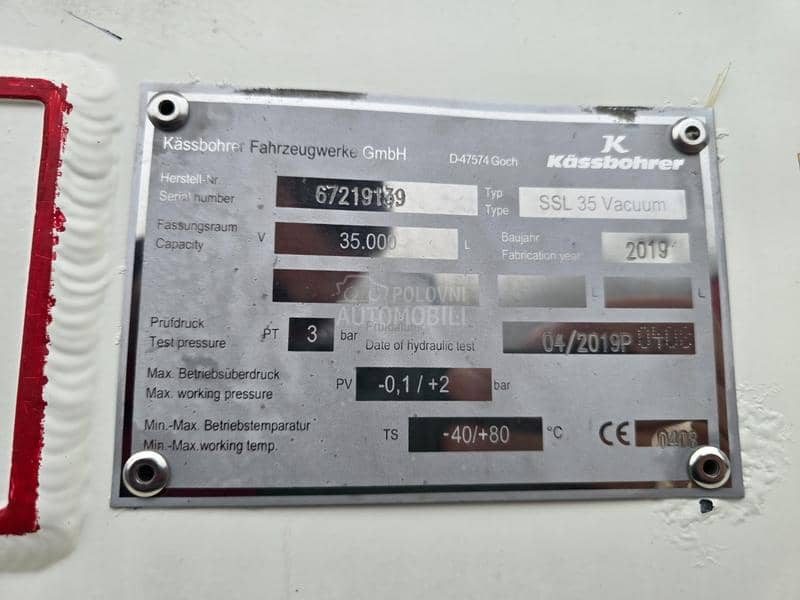 Kässbohrer Fahrzeugwerke GmbH D-47574 Goch K Kässbohrer
Herstell-Nr. Typ
Serial number 67219139 Type SSL 35 Vacuum
Fassungsraum Baujahr
Capacity V 35.000 L Fabrication year 2019
L L
POLOVNI
AUTOMOBILI
Prüfdruck Prüfdatum
Test pressure PT 3 bar Date of hydraulic test 04/2019P 0408
Max. Betriebsüberdruck
Max. working pressure PV -0,1 / +2 bar
Min.-Max. Betriebstemparatur
Min.-Max.working temp. TS -40/+80 °C CE 0408